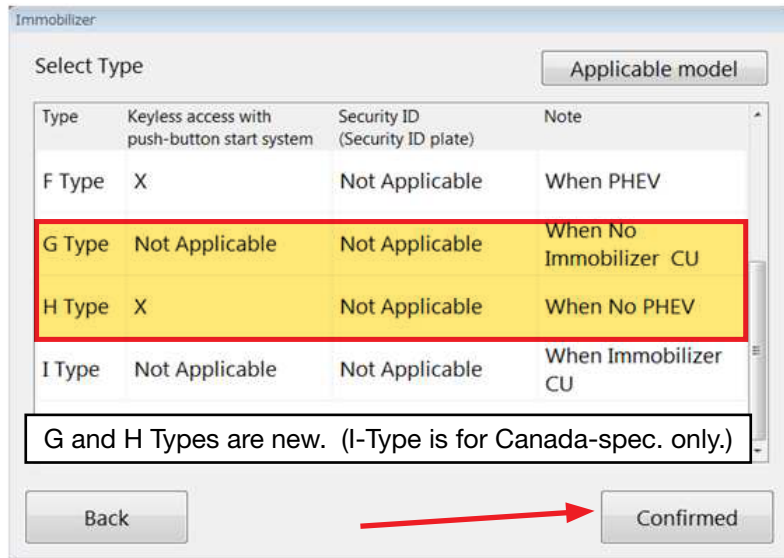 Immobilizer
Select Type
Applicable model
Type Keyless access with push-button start system Security ID (Security ID plate) Note
F Type X Not Applicable When PHEV
G Type Not Applicable Not Applicable When No Immobilizer CU
H Type X Not Applicable When No PHEV
I Type Not Applicable Not Applicable When Immobilizer CU
G and H Types are new. (I-Type is for Canada-spec. only.)
Back
Confirmed